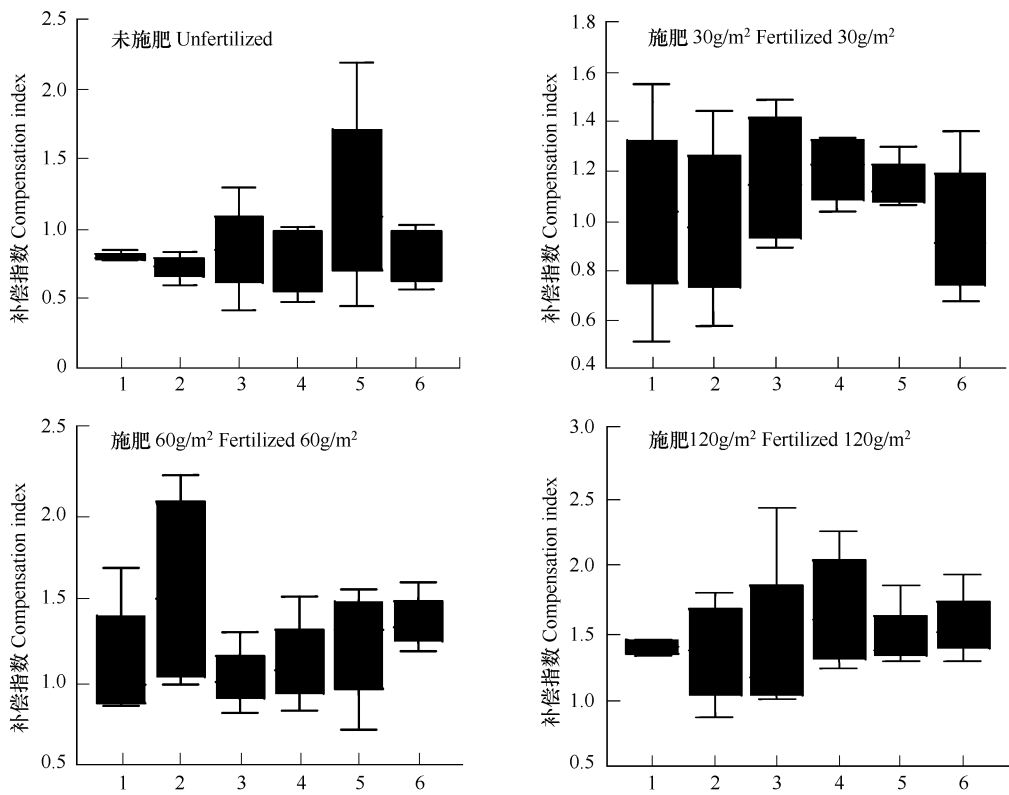 未施肥 Unfertilized
补偿指数 Compensation index
2.5
2.0
1.5
1.0
0.5
0
1 2 3 4 5 6
施肥 30g/m² Fertilized 30g/m²
补偿指数 Compensation index
1.8
1.6
1.4
1.2
1.0
0.8
0.6
0.4
1 2 3 4 5 6
施肥 60g/m² Fertilized 60g/m²
补偿指数 Compensation index
2.5
2.0
1.5
1.0
0.5
1 2 3 4 5 6
施肥120g/m² Fertilized 120g/m²
补偿指数 Compensation index
3.0
2.5
2.0
1.5
1.0
0.5
1 2 3 4 5 6